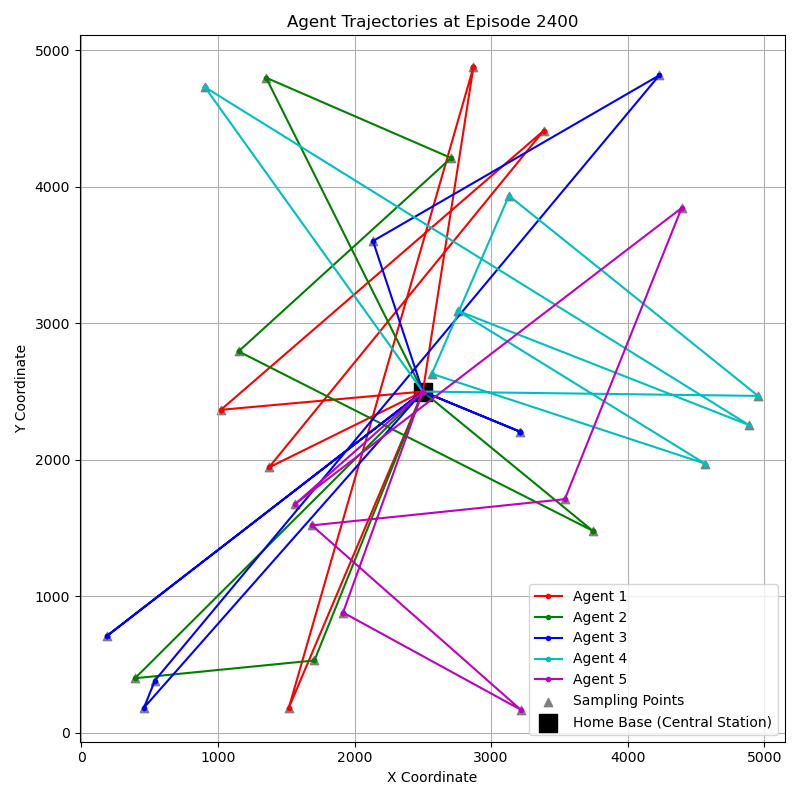 Agent Trajectories at Episode 2400
5000
4000
3000
2000
1000
0
Y Coordinate
Agent 1
Agent 2
Agent 3
Agent 4
Agent 5
Sampling Points
Home Base (Central Station)
0 1000 2000 3000 4000 5000
X Coordinate